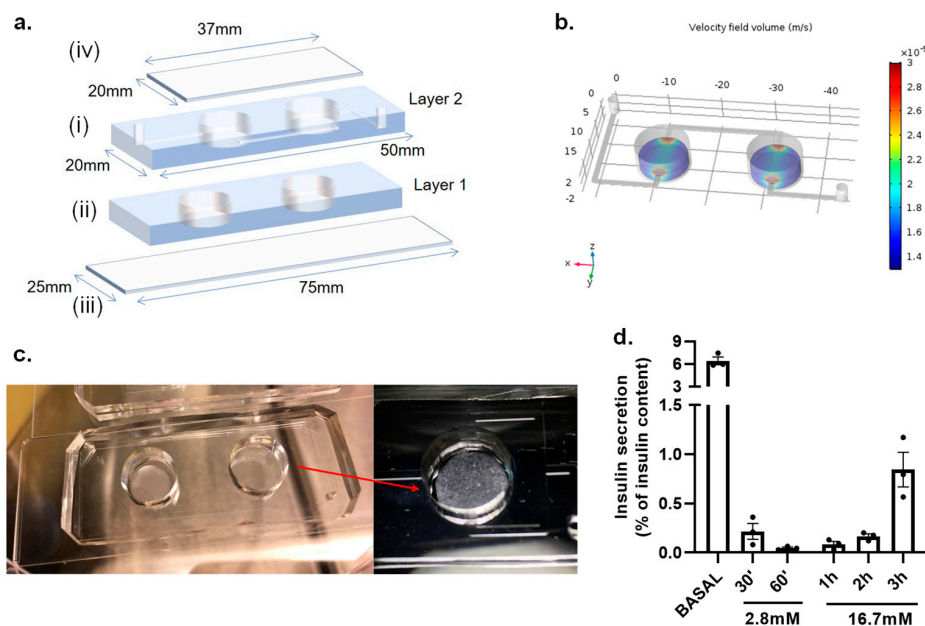 a.
37mm
(iv)
20mm
Layer 2
(i)
20mm
50mm
Layer 1
(ii)
25mm
75mm
(iii)
b.
Velocity field volume (m/s)
x10⁻⁵
0 -10 -20 -30 -40
0
5
10
15
2
-2
z
x
y
3
2.8
2.6
2.4
2.2
2
1.8
1.6
1.4
c.
d.
Insulin secretion
(% of insulin content)
9
6
3
1.5
1.0
0.5
0.0
BASAL 30' 60' 1h 2h 3h
2.8mM 16.7mM